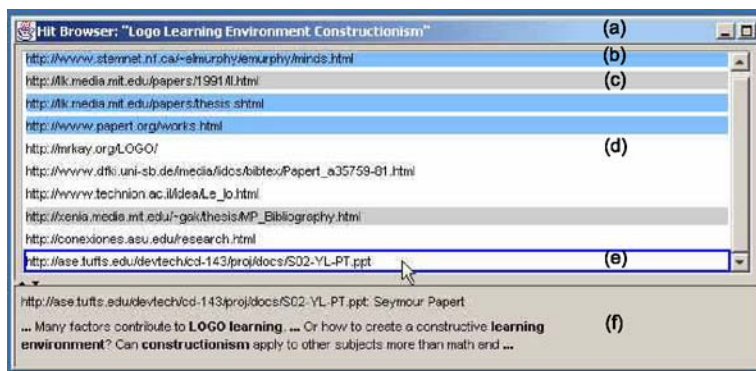 Hit Browser: "Logo Learning Environment Constructionism" (a)
http://www.stemnet.nf.ca/~elmurphy/emurphy/minds.html (b)
http://lk.media.mit.edu/papers/1991/ll.html (c)
http://lk.media.mit.edu/papers/thesis.shtml
http://www.papert.org/works.html
http://mrkay.org/LOGO/ (d)
http://www.dfki.uni-sb.de/media/idos/bibtex/Papert_a35759-81.html
http://www.technion.ac.il/idea/Le_lo.html
http://xenia.media.mit.edu/~gok/thesis/MP_Bibliography.html
http://conexiones.asu.edu/research.html
http://ase.tufts.edu/devtech/cd-143/proj/docs/S02-YL-PT.ppt (e)
http://ase.tufts.edu/devtech/cd-143/proj/docs/S02-YL-PT.ppt: Seymour Papert
... Many factors contribute to LOGO learning. ... Or how to create a constructive learning (f)
environment? Can constructionism apply to other subjects more than math and ...